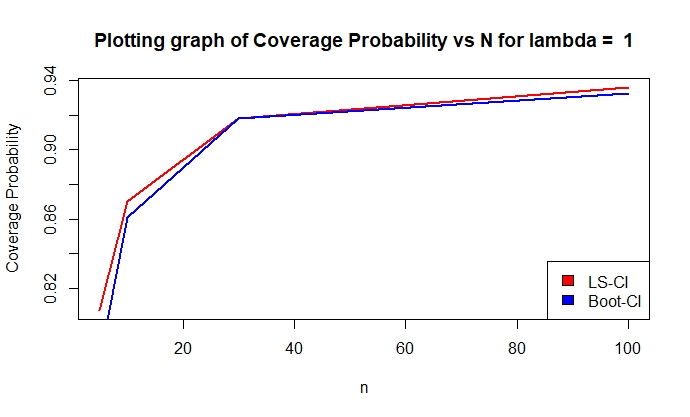 Plotting graph of Coverage Probability vs N for lambda =  1
Coverage Probability
0.94
0.90
0.86
0.82
20
40
60
80
100
n
LS-CI
Boot-CI